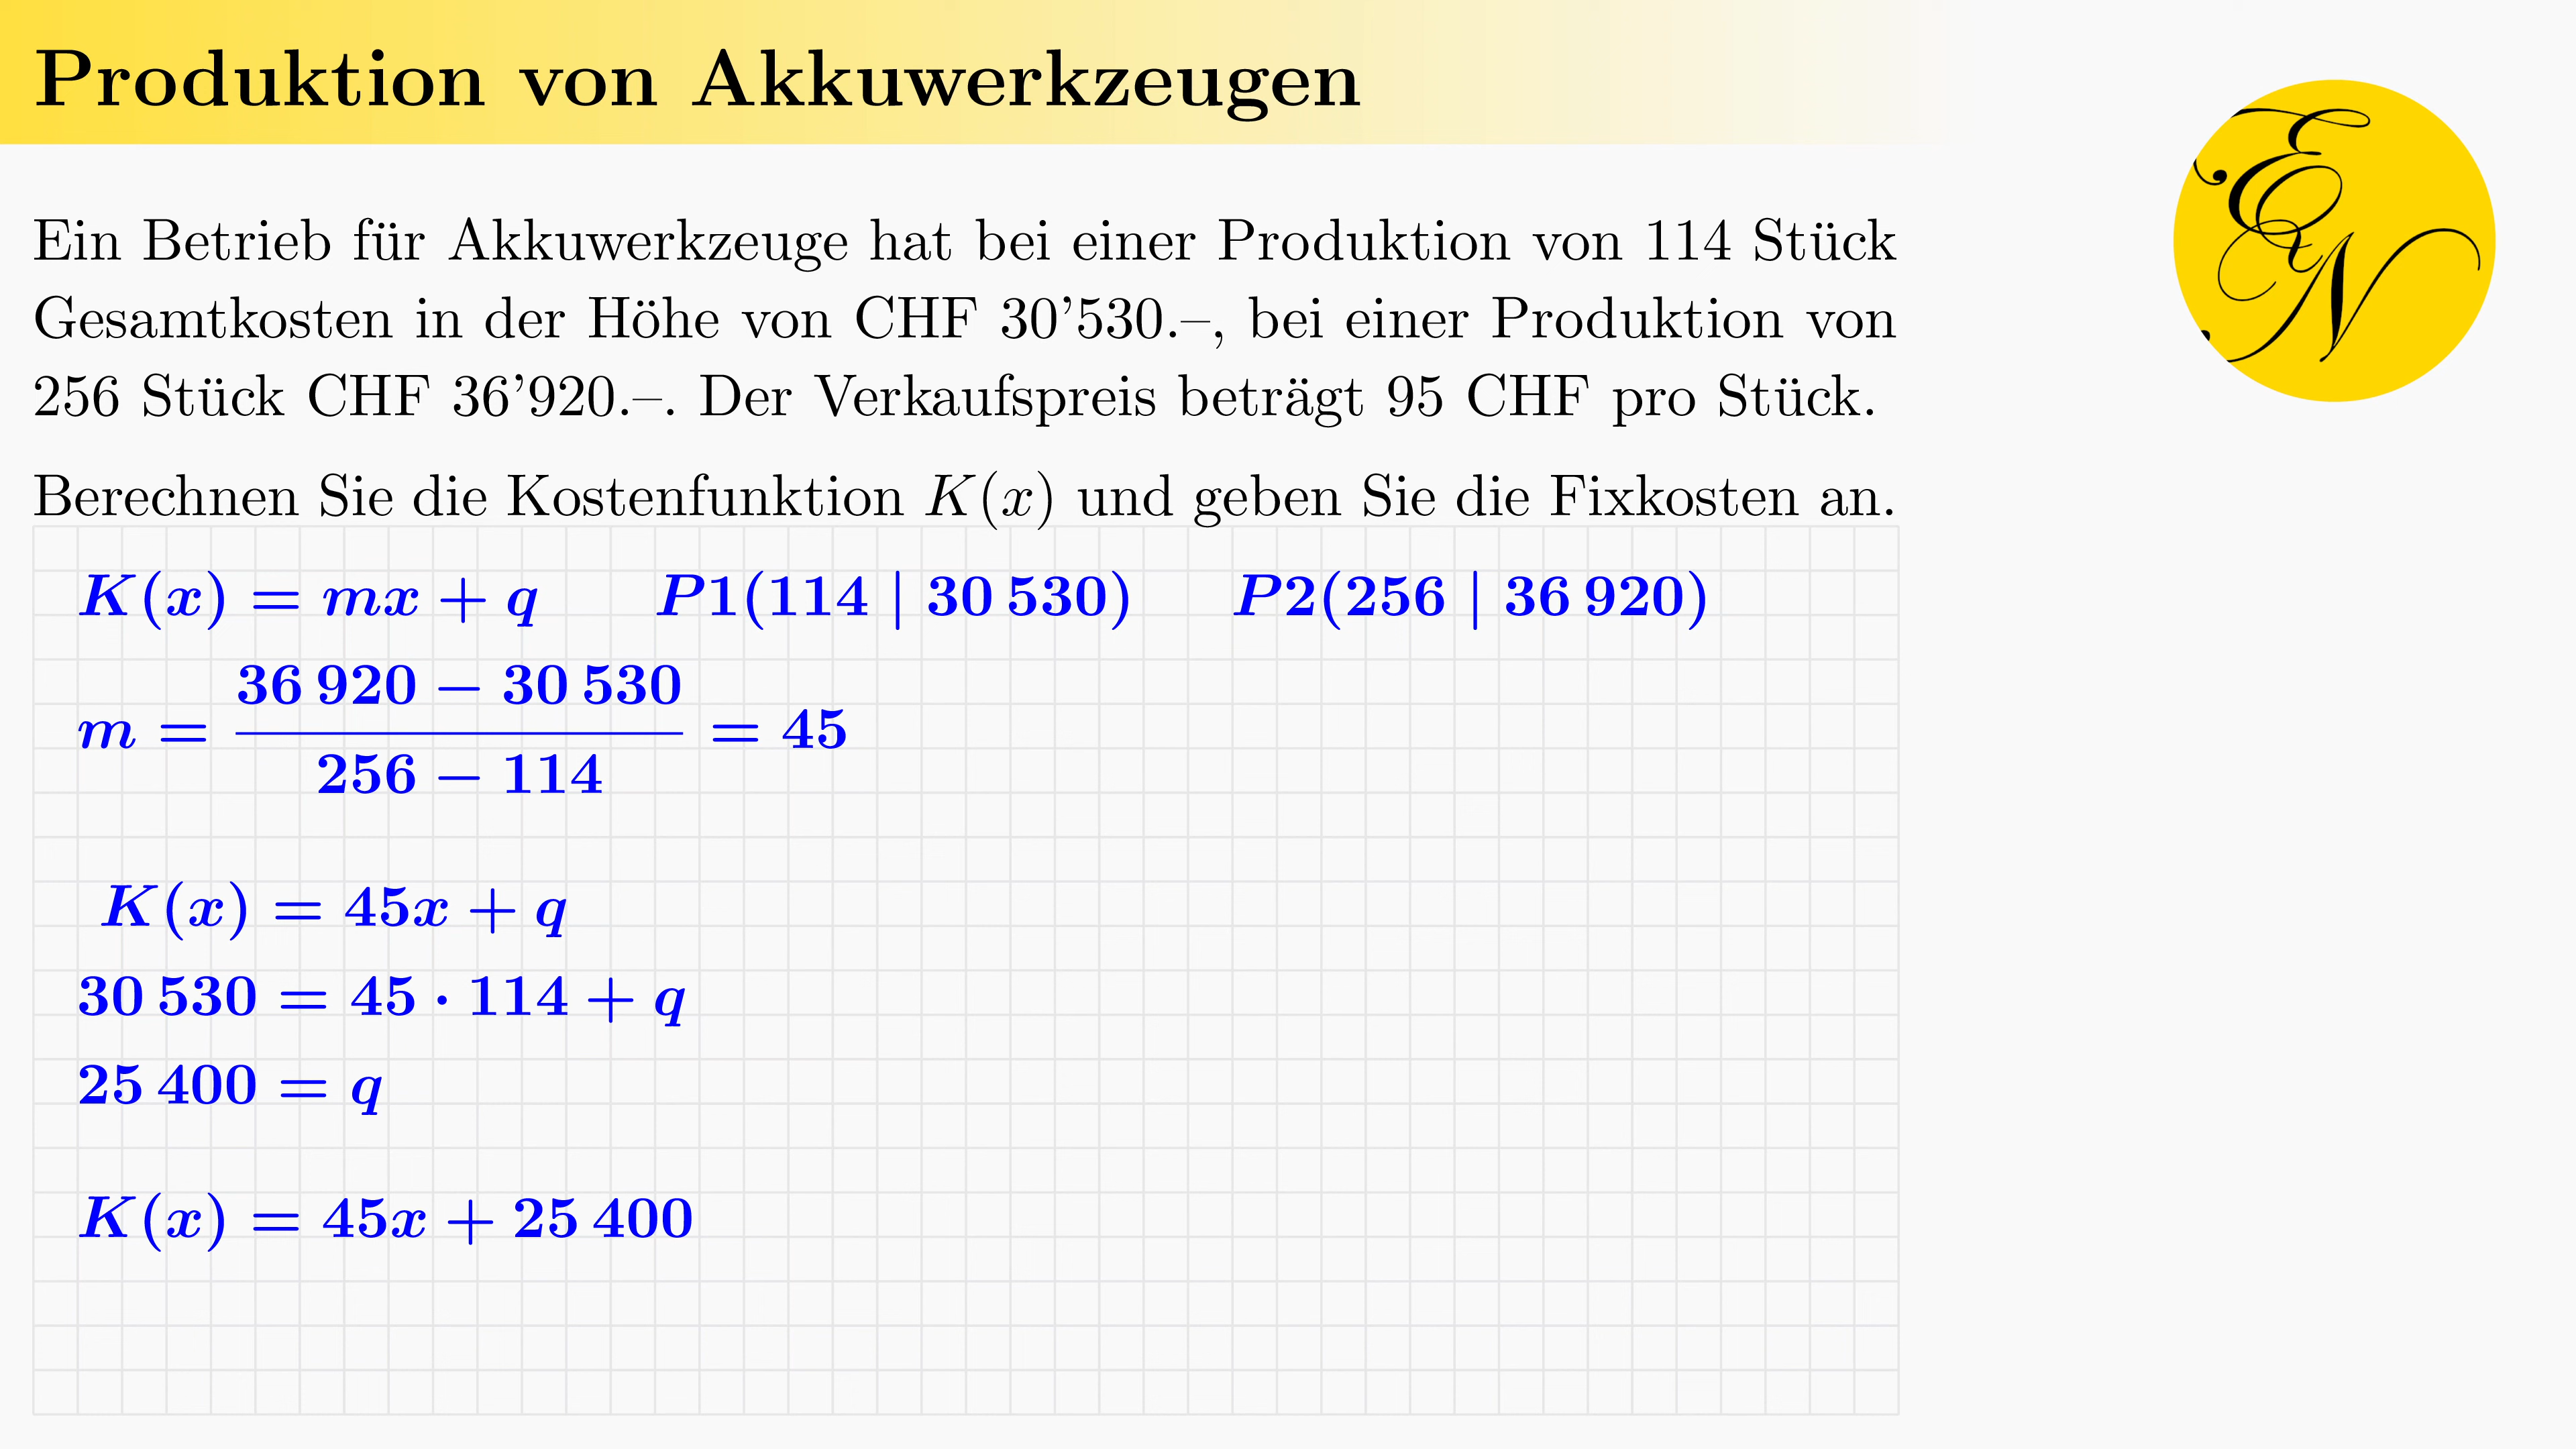 Produktion von Akkuwerkzeugen
Ein Betrieb für Akkuwerkzeuge hat bei einer Produktion von 114 Stück
Gesamtkosten in der Höhe von CHF 30’530.–, bei einer Produktion von
256 Stück CHF 36’920.–. Der Verkaufspreis beträgt 95 CHF pro Stück.
Berechnen Sie die Kostenfunktion K(x) und geben Sie die Fixkosten an.
K(x) = mx + q P1(114 | 30 530) P2(256 | 36 920)
36 920 − 30 530
m = = 45
256 − 114
K(x) = 45x + q
30 530 = 45 · 114 + q
25 400 = q
K(x) = 45x + 25 400